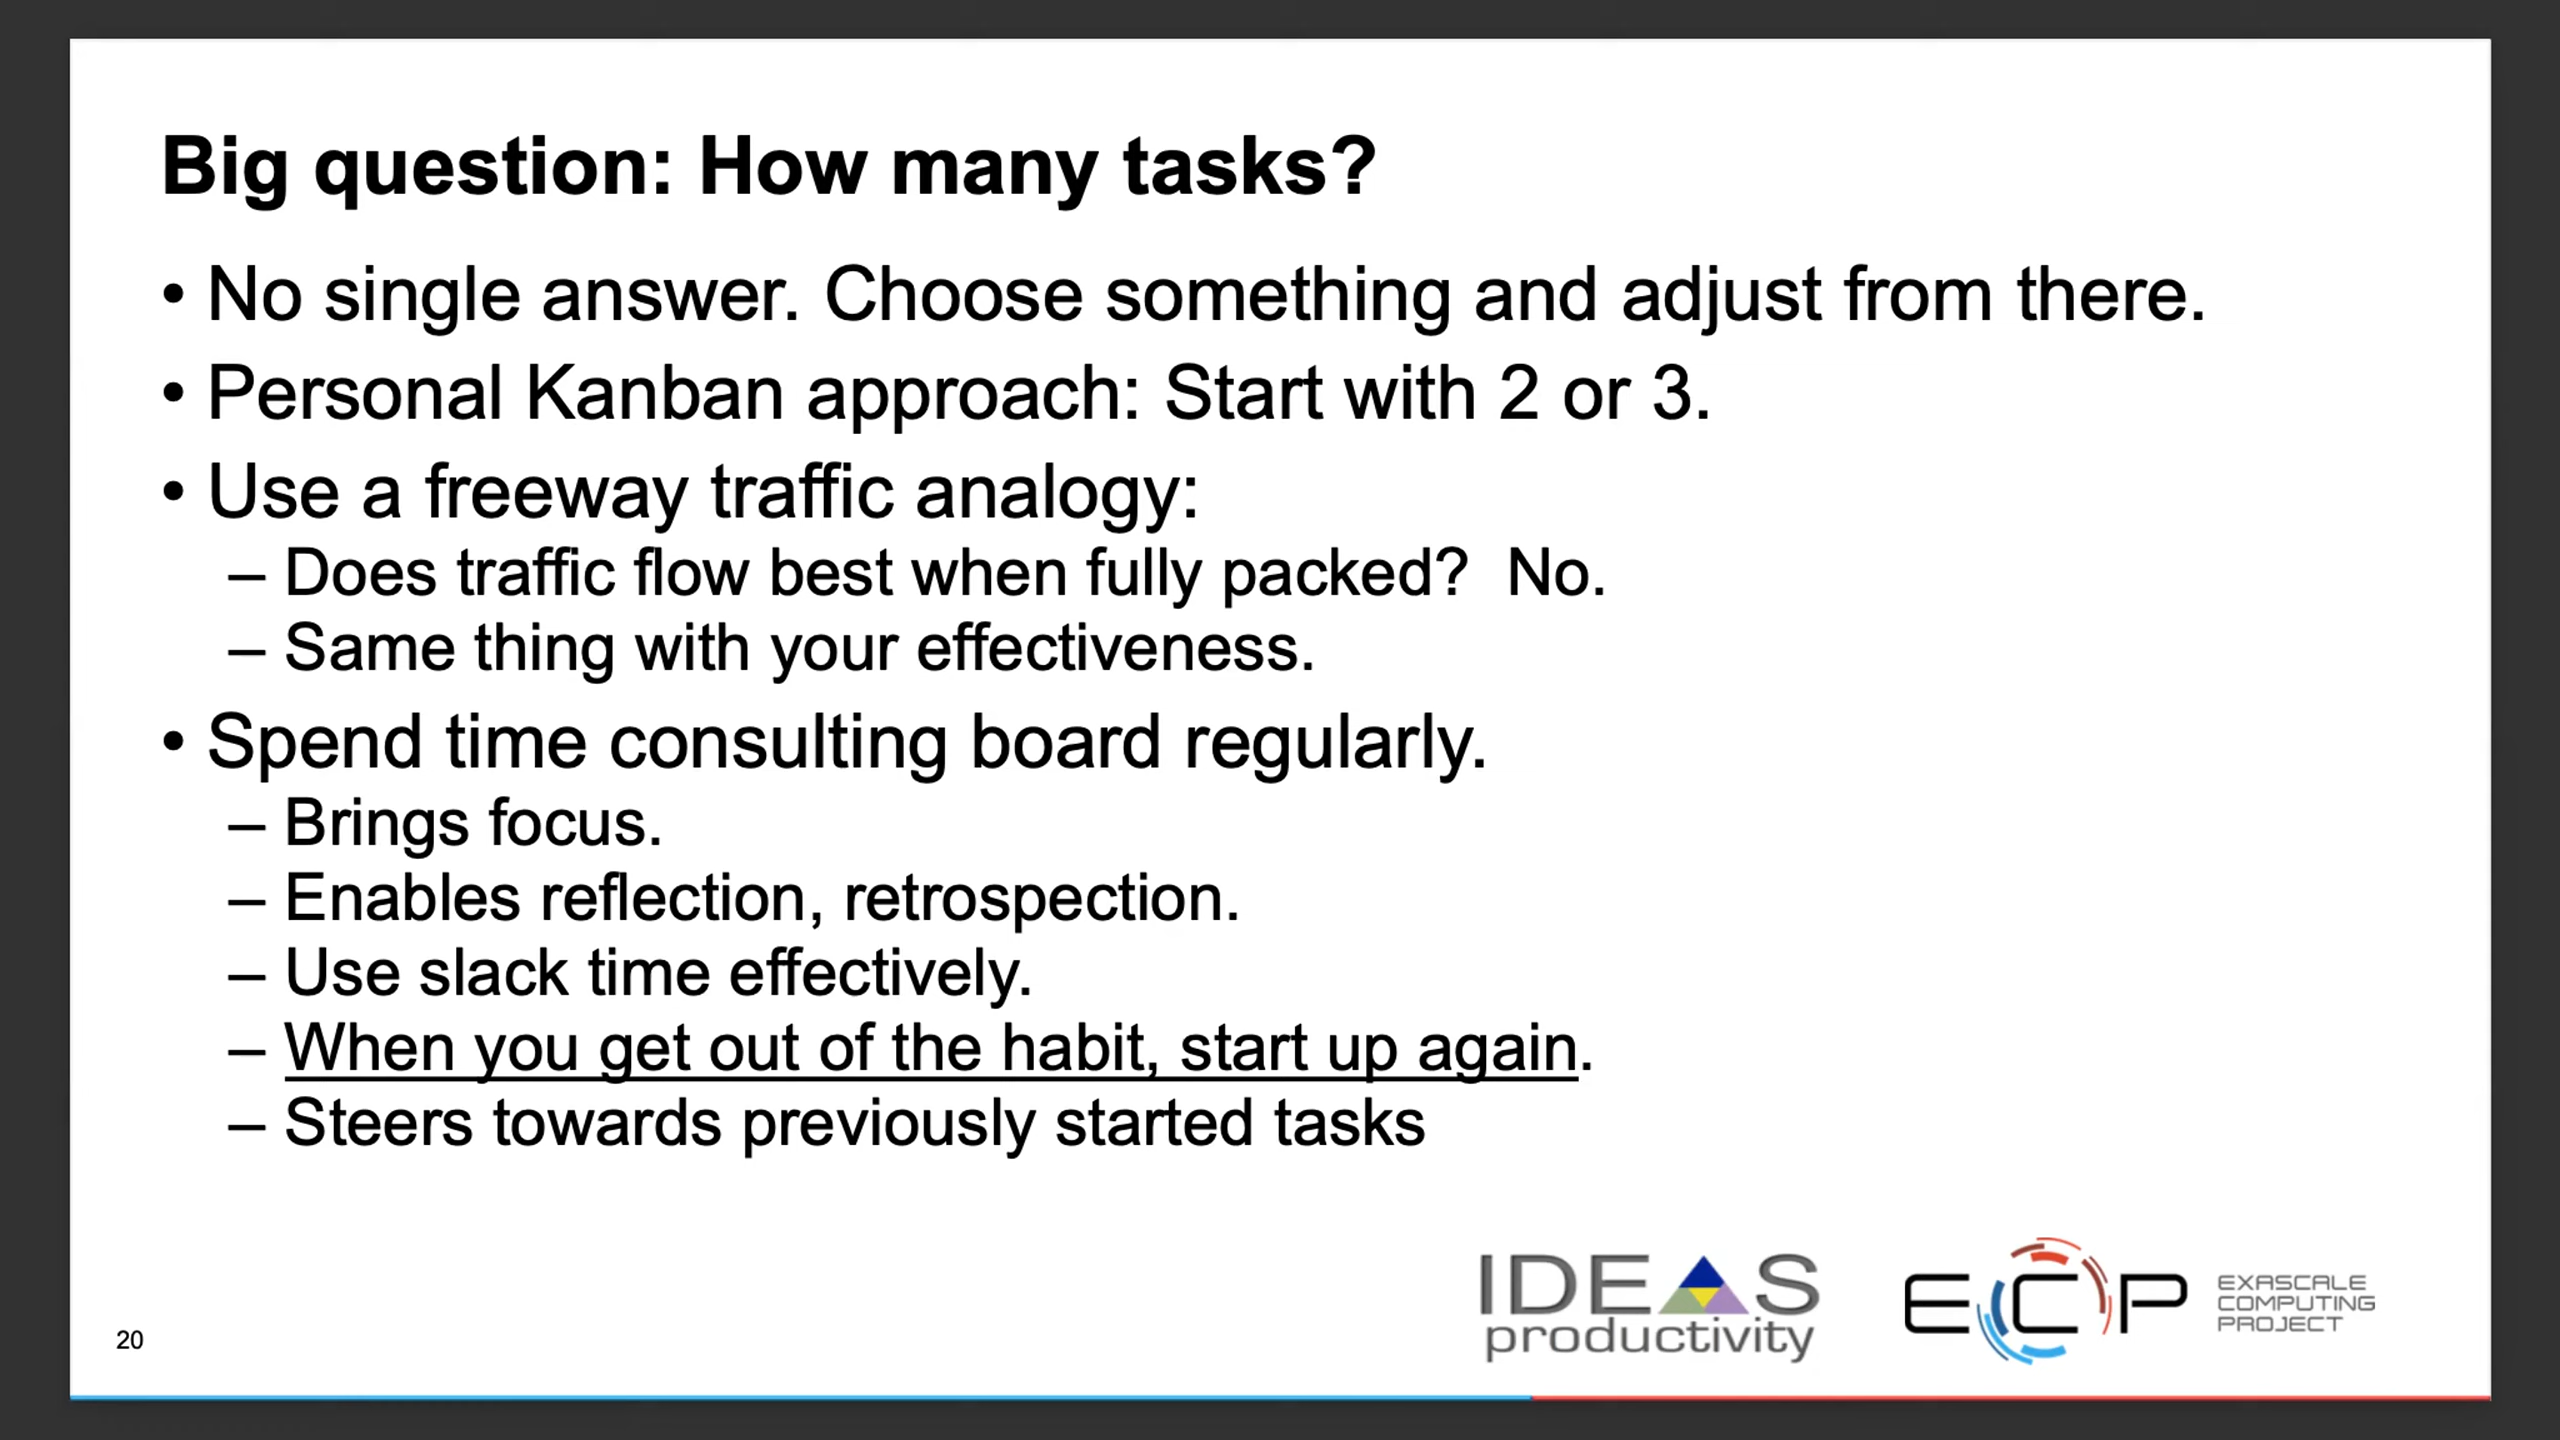 Big question: How many tasks?
• No single answer. Choose something and adjust from there.
• Personal Kanban approach: Start with 2 or 3.
• Use a freeway traffic analogy:
– Does traffic flow best when fully packed?  No.
– Same thing with your effectiveness.
• Spend time consulting board regularly.
– Brings focus.
– Enables reflection, retrospection.
– Use slack time effectively.
– When you get out of the habit, start up again.
– Steers towards previously started tasks
20
IDEAS
productivity
ECP
EXASCALE
COMPUTING
PROJECT